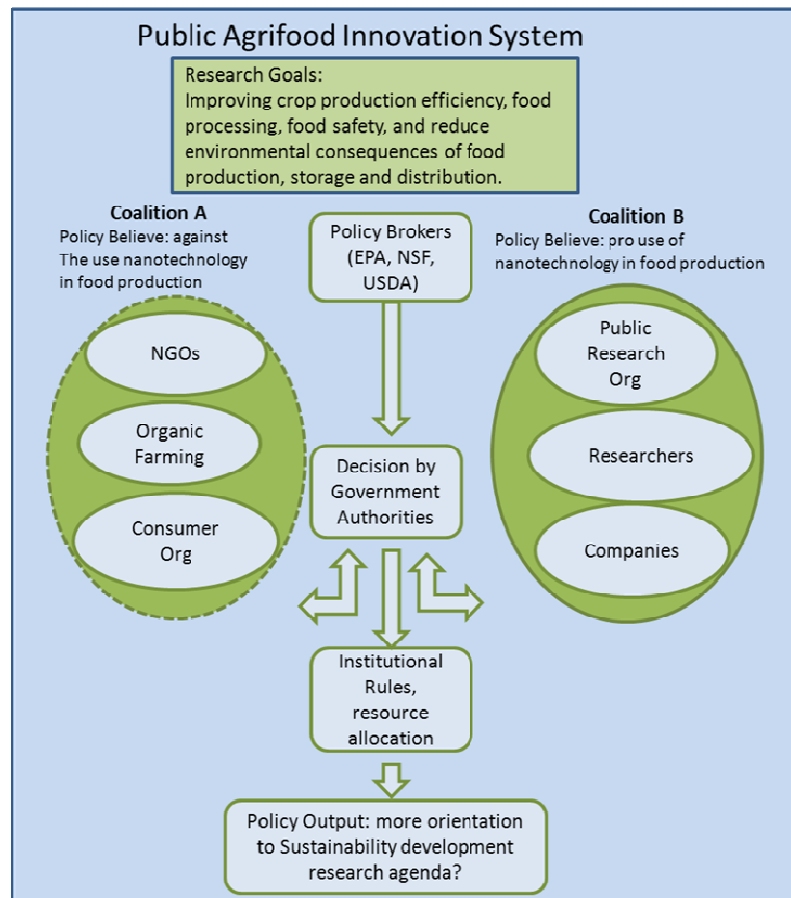 Public Agrifood Innovation System
Research Goals:
Improving crop production efficiency, food
processing, food safety, and reduce
environmental consequences of food
production, storage and distribution.
Coalition A
Policy Believe: against
The use nanotechnology
in food production
Policy Brokers
(EPA, NSF,
USDA)
Coalition B
Policy Believe: pro use of
nanotechnology in food production
NGOs
Organic
Farming
Consumer
Org
Decision by
Government
Authorities
Public
Research
Org
Researchers
Companies
Institutional
Rules,
resource
allocation
Policy Output: more orientation
to Sustainability development
research agenda?